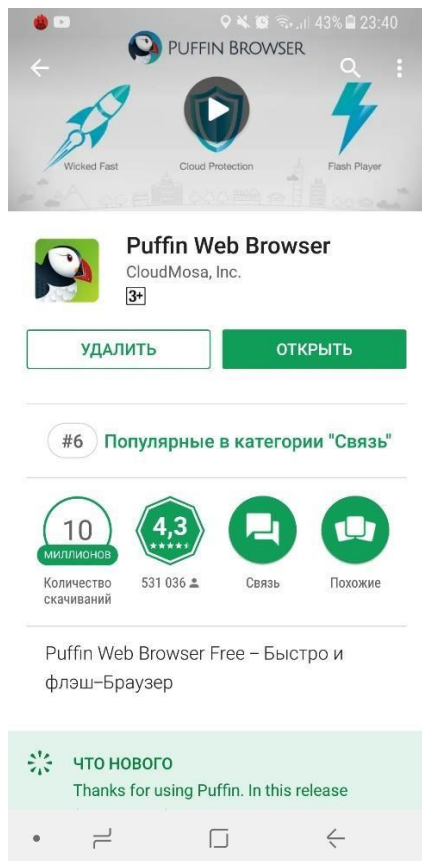 43% 23:40
PUFFIN BROWSER
Wicked Fast
Cloud Protection
Flash Player
Puffin Web Browser
CloudMosa, Inc.
3+
УДАЛИТЬ
ОТКРЫТЬ
#6 Популярные в категории "Связь"
10
МИЛЛИОНОВ
4,3
Количество
скачиваний
531 036
Связь
Похожие
Puffin Web Browser Free – Быстро и
флэш–Браузер
ЧТО НОВОГО
Thanks for using Puffin. In this release